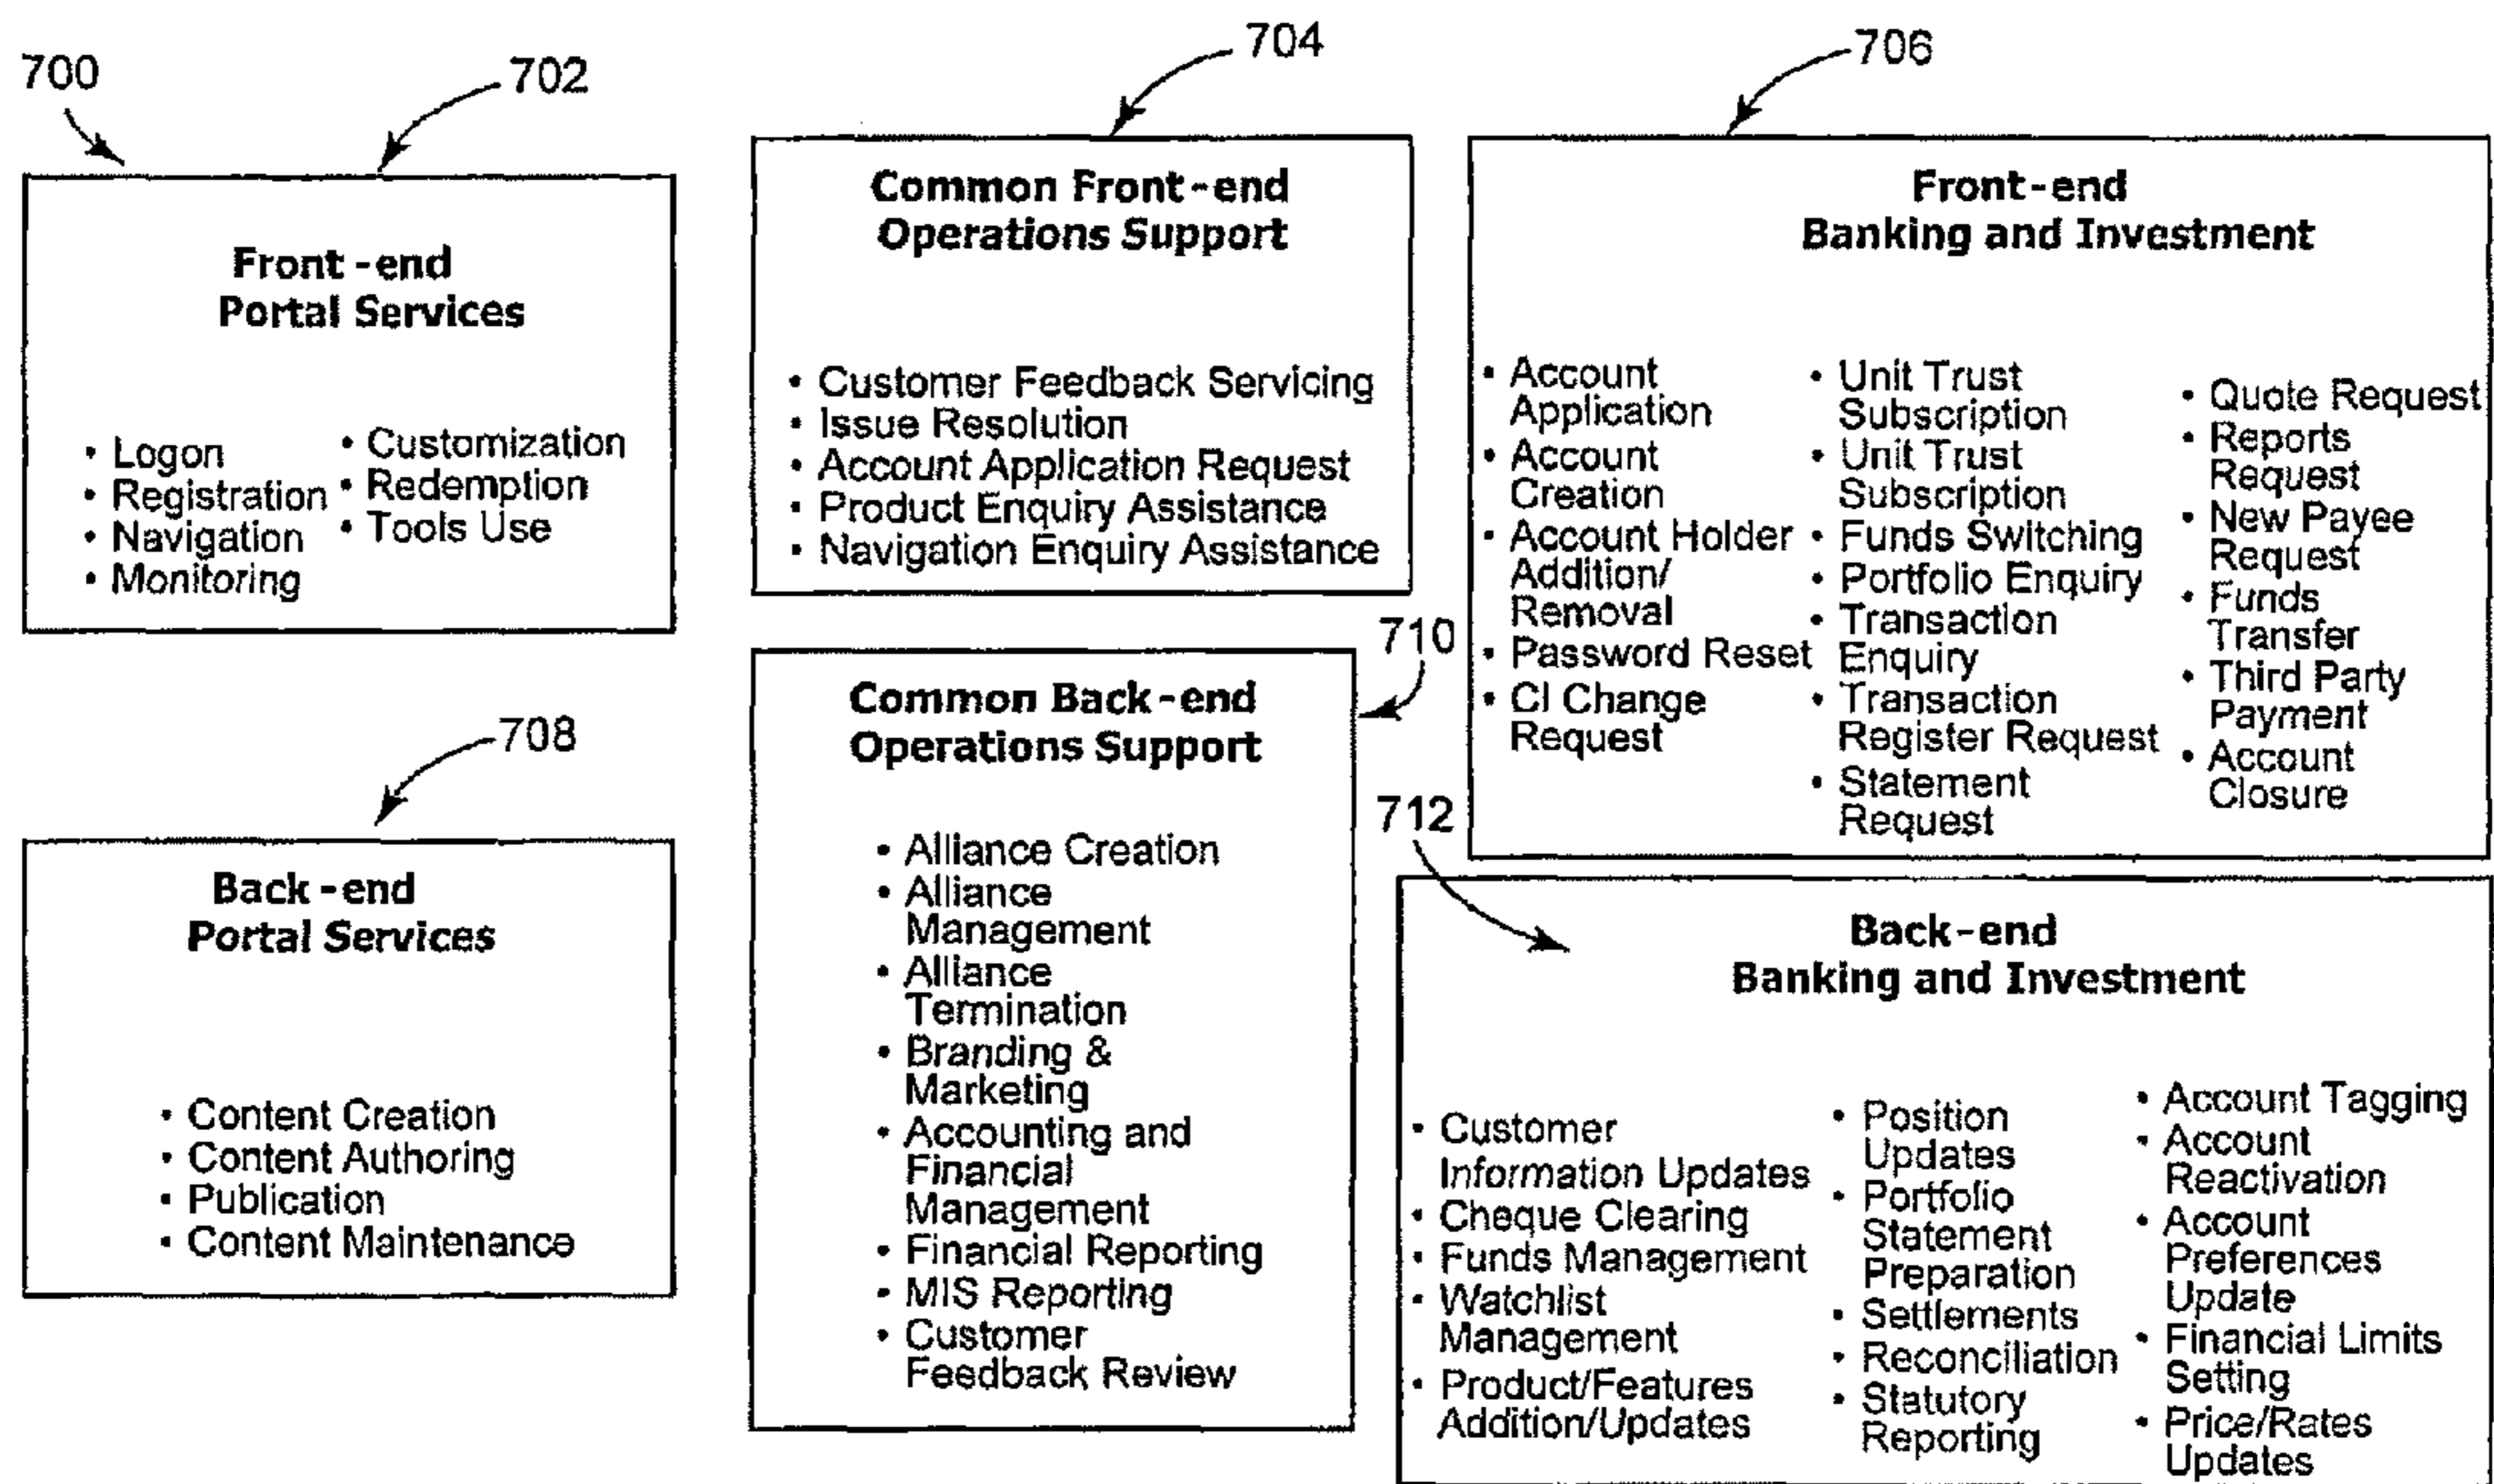 700
702
Front-end
Portal Services
• Logon
• Registration
• Navigation
• Monitoring
• Customization
• Redemption
• Tools Use
704
Common Front-end
Operations Support
• Customer Feedback Servicing
• Issue Resolution
• Account Application Request
• Product Enquiry Assistance
• Navigation Enquiry Assistance
706
Front-end
Banking and Investment
• Account
Application
• Account
Creation
• Account Holder
Addition/
Removal
• Password Reset
• CI Change
Request
• Unit Trust
Subscription
• Unit Trust
Subscription
• Funds Switching
• Portfolio Enquiry
• Transaction
Enquiry
• Transaction
Register Request
• Statement
Request
• Quote Request
• Reports
Request
• New Payee
Request
• Funds
Transfer
• Third Party
Payment
• Account
Closure
708
Back-end
Portal Services
• Content Creation
• Content Authoring
• Publication
• Content Maintenance
710
Common Back-end
Operations Support
• Alliance Creation
• Alliance
Management
• Alliance
Termination
• Branding &
Marketing
• Accounting and
Financial
Management
• Financial Reporting
• MIS Reporting
• Customer
Feedback Review
712
Back-end
Banking and Investment
• Customer
Information Updates
• Cheque Clearing
• Funds Management
• Watchlist
Management
• Product/Features
Addition/Updates
• Position
Updates
• Portfolio
Statement
Preparation
• Settlements
• Reconciliation
• Statutory
Reporting
• Account Tagging
• Account
Reactivation
• Account
Preferences
Update
• Financial Limits
Setting
• Price/Rates
Updates